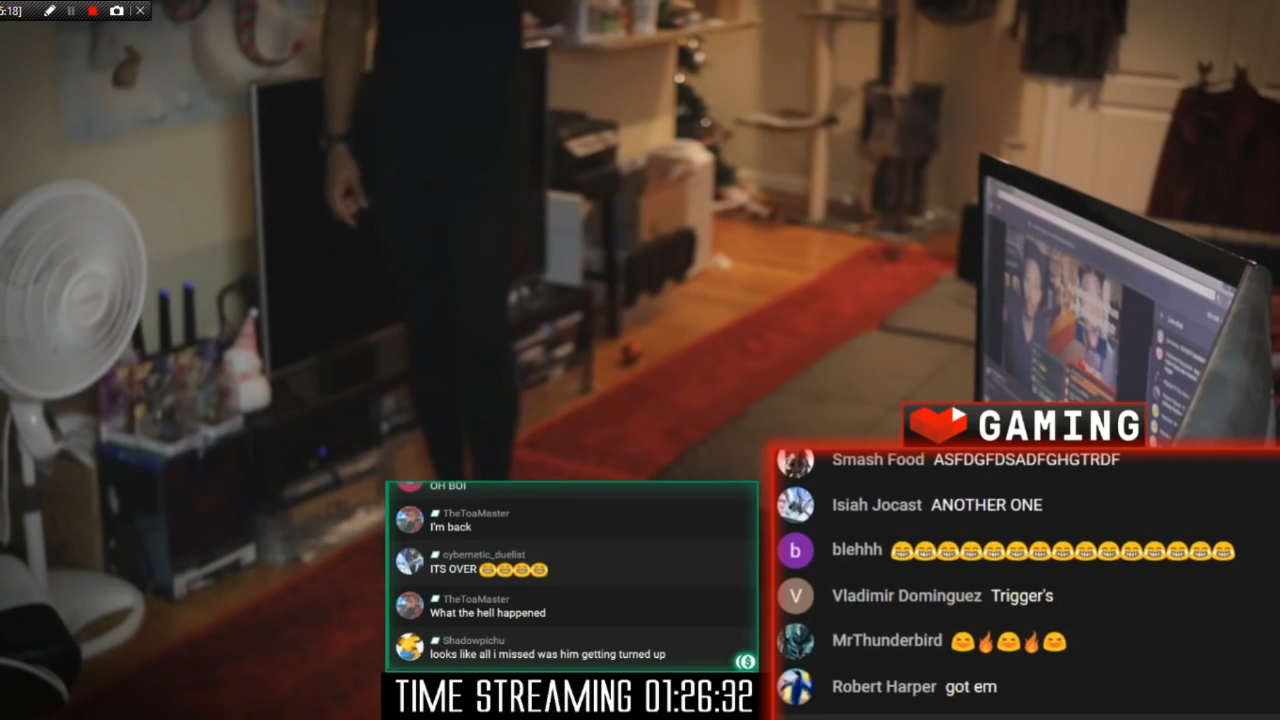 5:18]
GAMING
Smash Food ASFDGFDSADFGHGTRDF
Isiah Jocast ANOTHER ONE
b
blehhh 😂😂😂😂😂😂😂😂😂😂😂😂😂😂😂
V
Vladimir Dominguez Trigger's
MrThunderbird 😊🔥😊🔥😊
Robert Harper got em
OH BOI
TheToaMaster
I'm back
cybernetic_duelist
ITS OVER 😂😂😂😂
TheToaMaster
What the hell happened
Shadowpichu
looks like all i missed was him getting turned up
TIME STREAMING 01:26:32